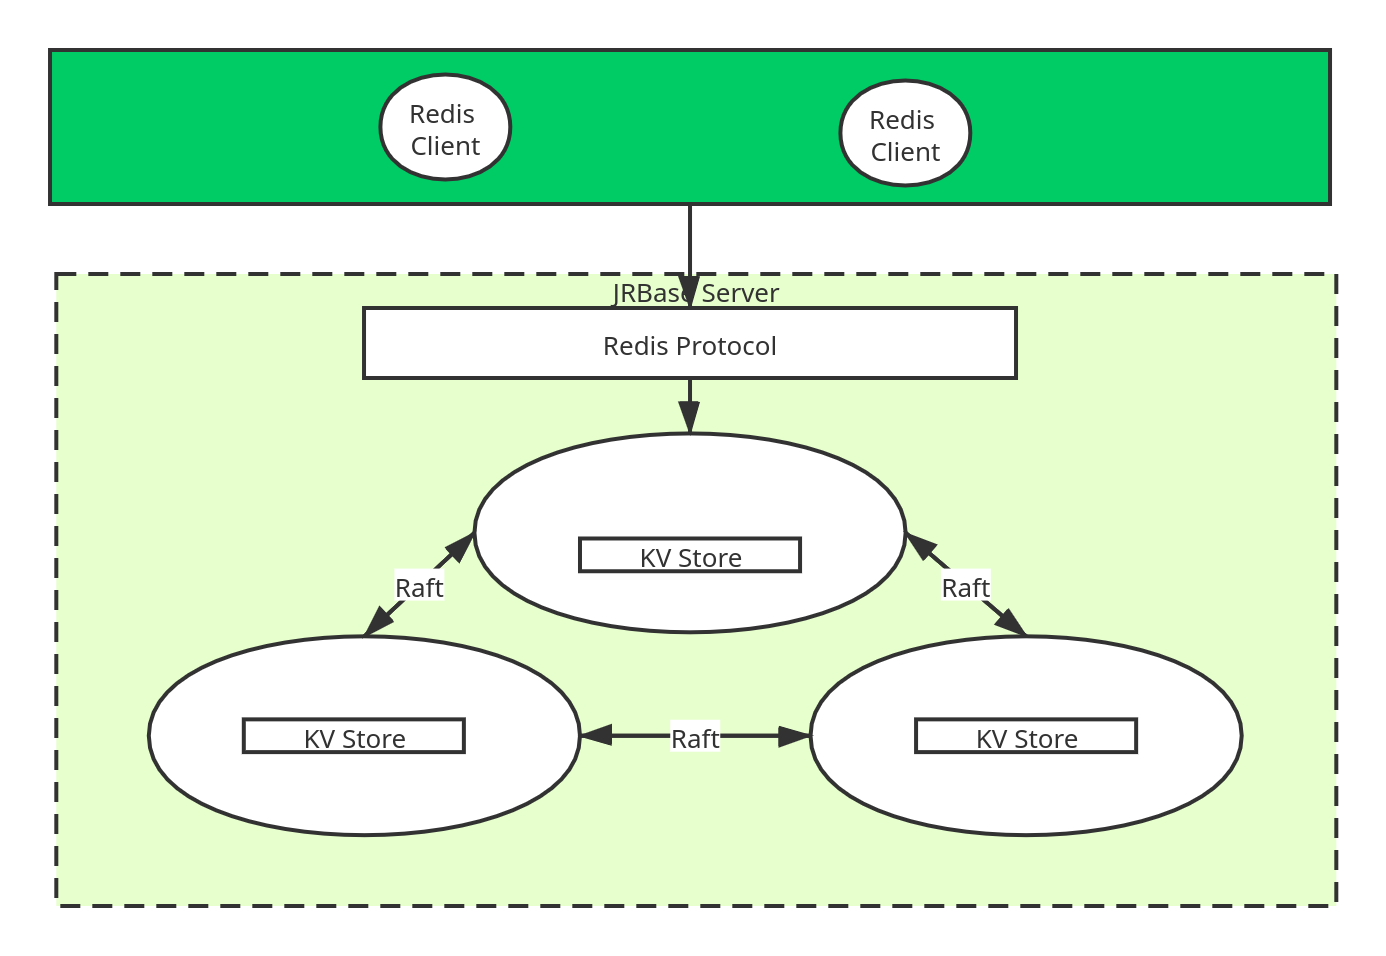 Redis
Client
Redis
Client
JRBase Server
Redis Protocol
KV Store
Raft
Raft
KV Store
Raft
KV Store